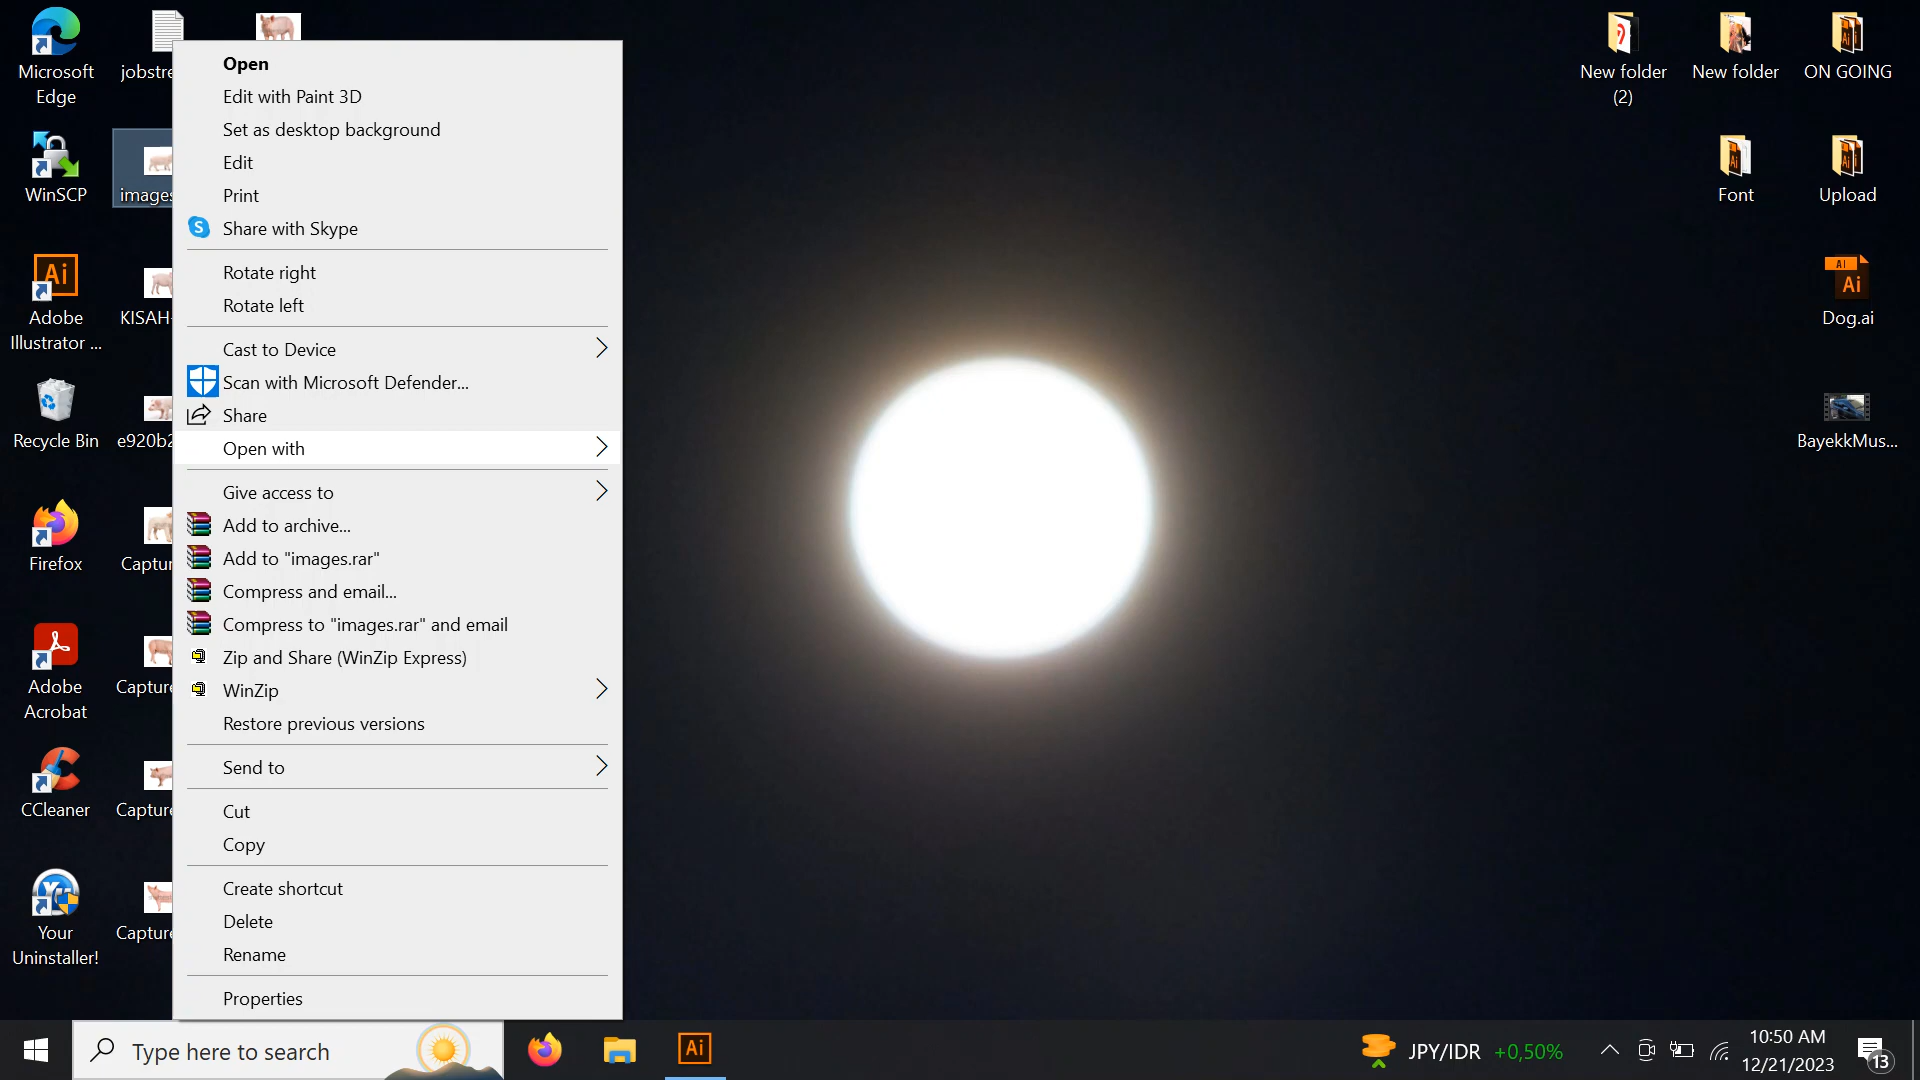 Microsoft
Edge
jobstre
WinSCP
images
Adobe
Illustrator ...
KISAH-
Recycle Bin
e920b2
Firefox
Captur
Adobe
Acrobat
Capture
CCleaner
Capture
Your
Uninstaller!
Capture
Open
Edit with Paint 3D
Set as desktop background
Edit
Print
Share with Skype
Rotate right
Rotate left
Cast to Device
Scan with Microsoft Defender...
Share
Open with
Give access to
Add to archive...
Add to "images.rar"
Compress and email...
Compress to "images.rar" and email
Zip and Share (WinZip Express)
WinZip
Restore previous versions
Send to
Cut
Copy
Create shortcut
Delete
Rename
Properties
New folder
(2)
New folder
ON GOING
Font
Upload
AI
Ai
Dog.ai
BayekkMus...
Type here to search
Ai
JPY/IDR +0,50%
10:50 AM
12/21/2023
13